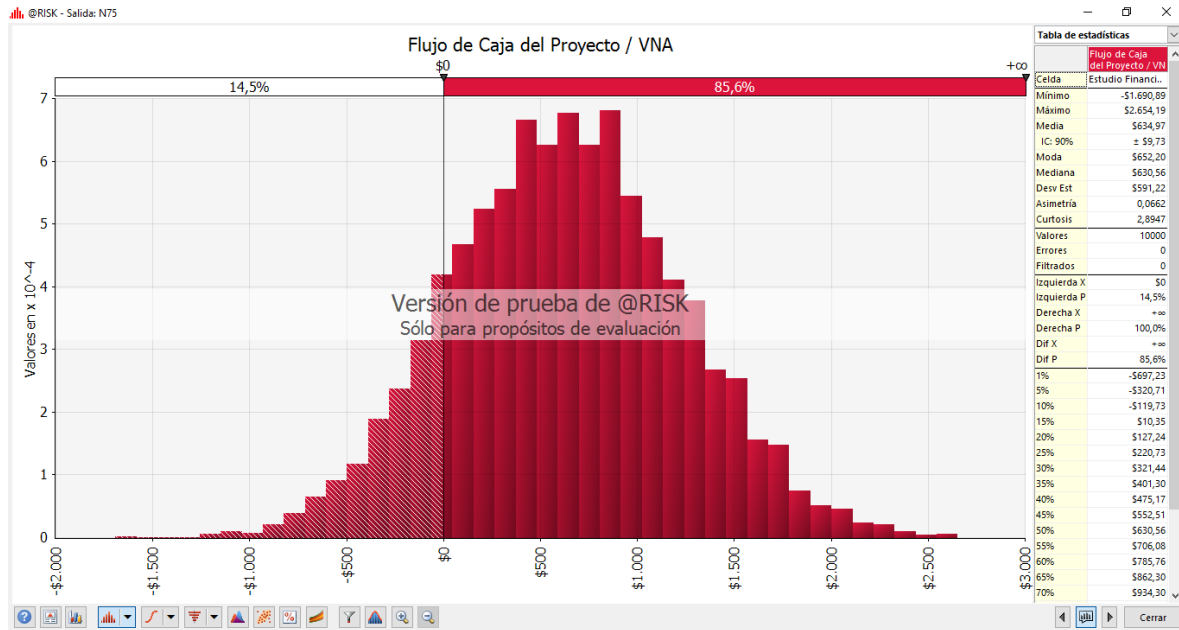 @RISK - Salida: N75
Flujo de Caja del Proyecto / VNA
$0
+∞
14,5%
85,6%
Valores en x 10^-4
7
6
5
4
3
2
1
0
Versión de prueba de @RISK
Sólo para propósitos de evaluación
-$2.000
-$1.500
-$1.000
-$500
$0
$500
$1.000
$1.500
$2.000
$2.500
$3.000
Tabla de estadísticas
Flujo de Caja
del Proyecto / VN
Celda Estudio Financi..
Mínimo -$1.690,89
Máximo $2.654,19
Media $634,97
IC: 90% ± $9,73
Moda $652,20
Mediana $630,56
Desv Est $591,22
Asimetría 0,0662
Curtosis 2,8947
Valores 10000
Errores 0
Filtrados 0
Izquierda X $0
Izquierda P 14,5%
Derecha X +∞
Derecha P 100,0%
Dif X +∞
Dif P 85,6%
1% -$697,23
5% -$320,71
10% -$119,73
15% $10,35
20% $127,24
25% $220,73
30% $321,44
35% $401,30
40% $475,17
45% $552,51
50% $630,56
55% $706,08
60% $785,76
65% $862,30
70% $934,30
Cerrar